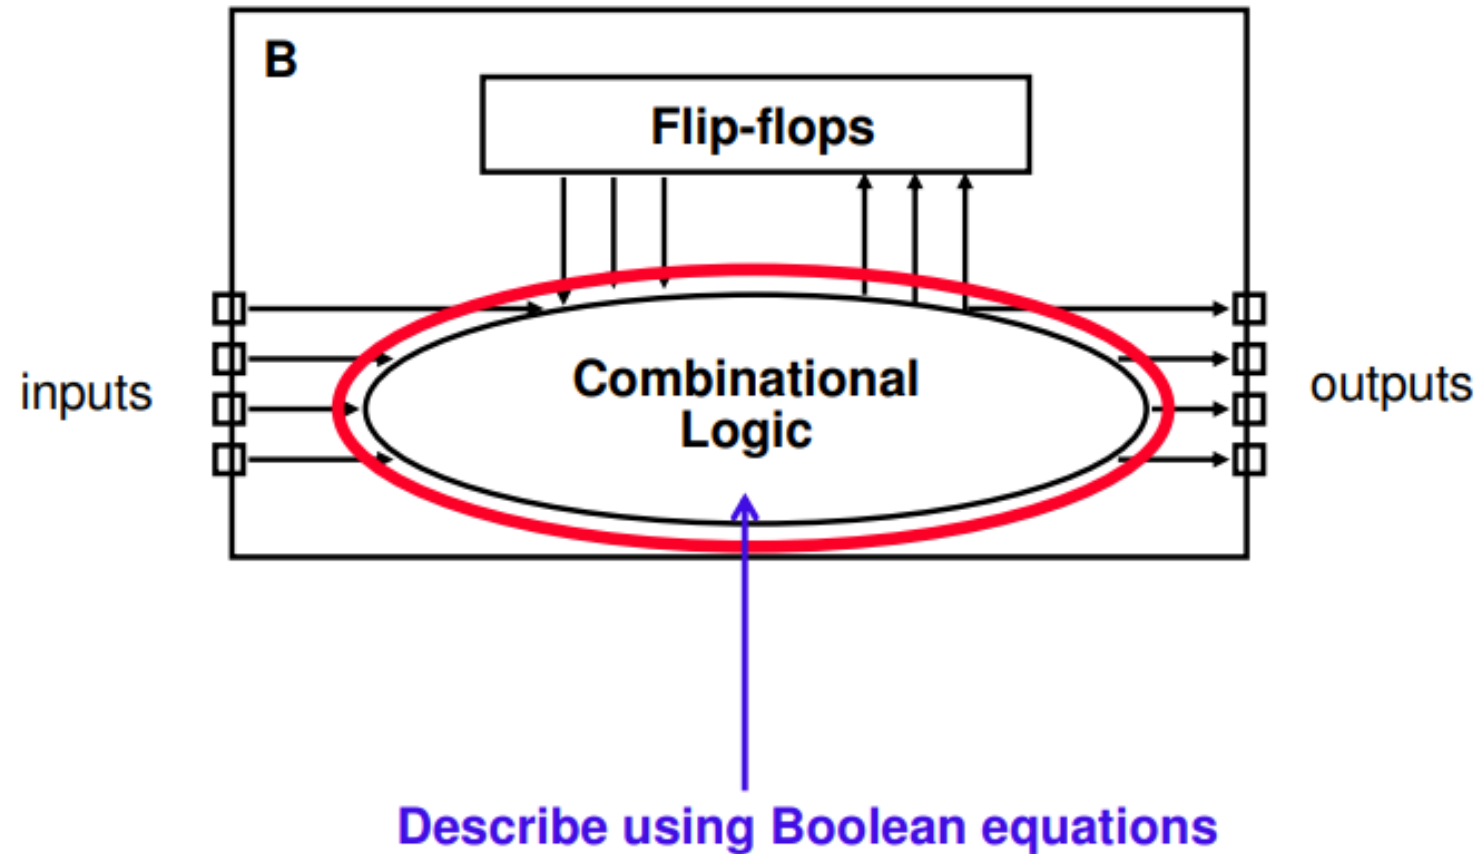 B
Flip-flops
inputs
Combinational
Logic
outputs
Describe using Boolean equations